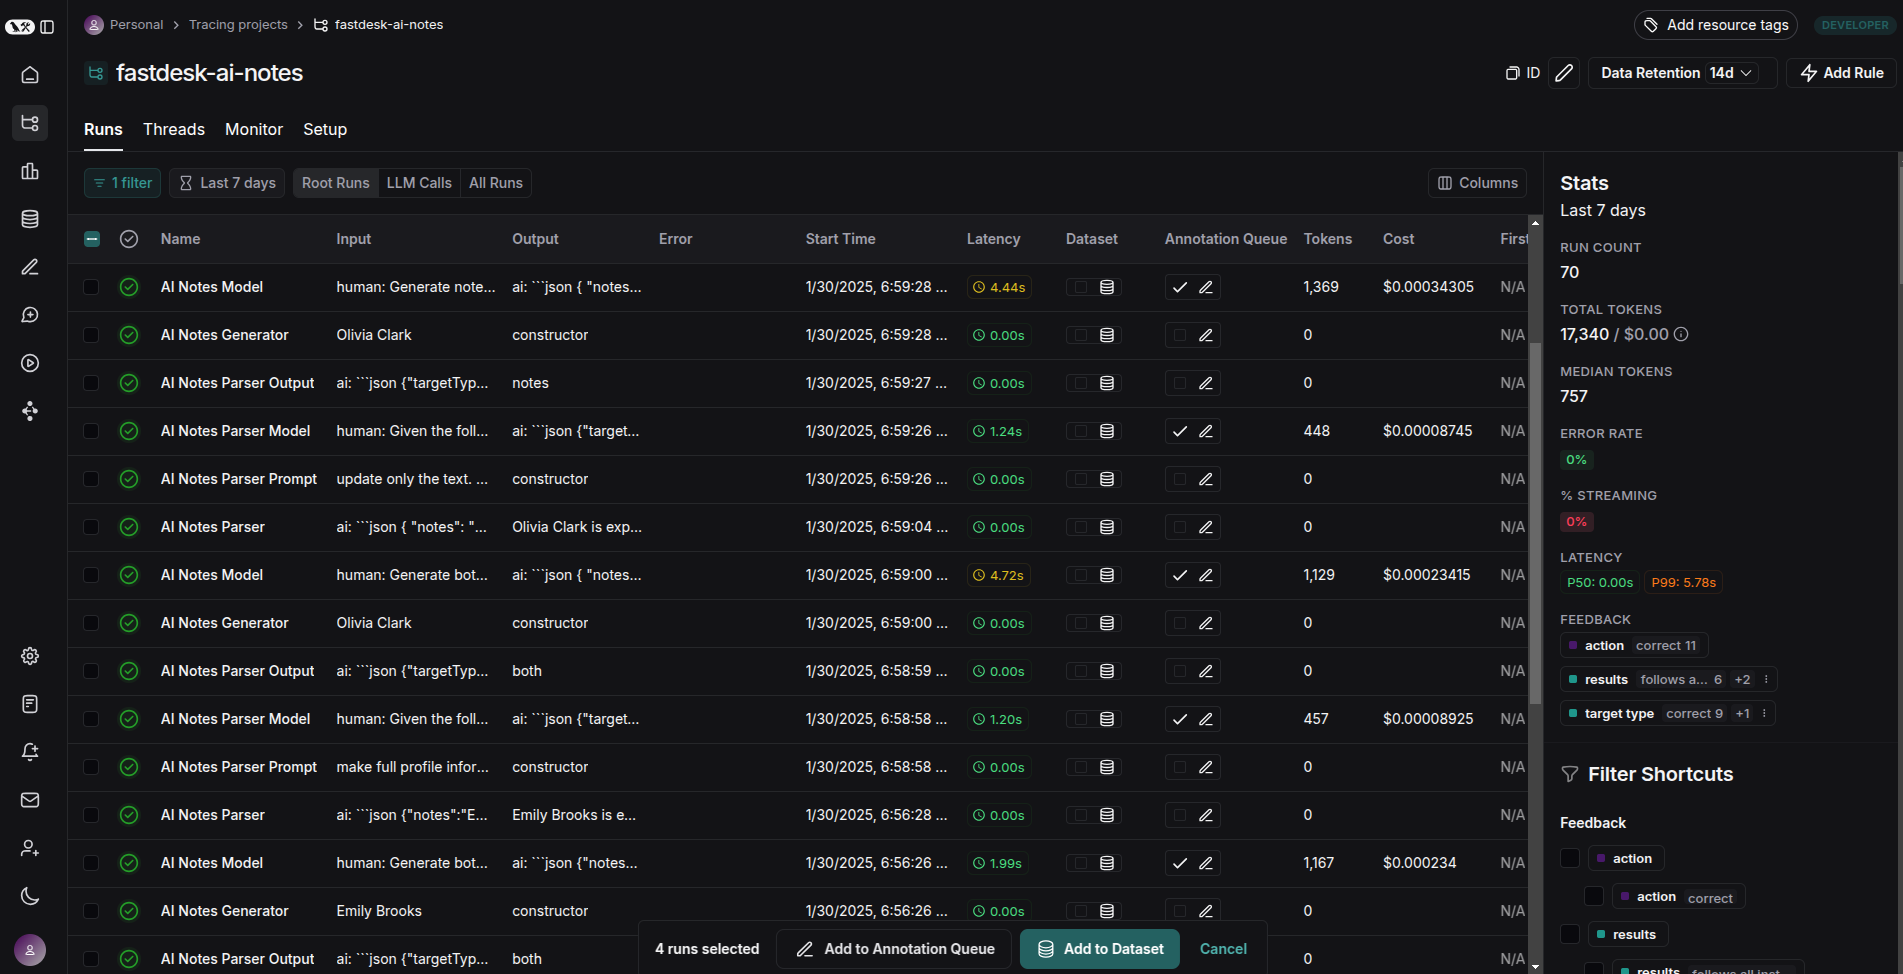 Personal > Tracing projects > fastdesk-ai-notes
Add resource tags
DEVELOPER
fastdesk-ai-notes
ID
Data Retention 14d
Add Rule
Runs Threads Monitor Setup
1 filter
Last 7 days
Root Runs LLM Calls All Runs
Columns
Name Input Output Error Start Time Latency Dataset Annotation Queue Tokens Cost First
AI Notes Model human: Generate note... ai: ```json { "notes... 1/30/2025, 6:59:28 ... 4.44s 1,369 $0.00034305 N/A
AI Notes Generator Olivia Clark constructor 1/30/2025, 6:59:28 ... 0.00s 0 N/A
AI Notes Parser Output ai: ```json {"targetTyp... notes 1/30/2025, 6:59:27 ... 0.00s 0 N/A
AI Notes Parser Model human: Given the foll... ai: ```json {"target... 1/30/2025, 6:59:26 ... 1.24s 448 $0.00008745 N/A
AI Notes Parser Prompt update only the text. ... constructor 1/30/2025, 6:59:26 ... 0.00s 0 N/A
AI Notes Parser ai: ```json { "notes": "... Olivia Clark is exp... 1/30/2025, 6:59:04 ... 0.00s 0 N/A
AI Notes Model human: Generate bot... ai: ```json { "notes... 1/30/2025, 6:59:00 ... 4.72s 1,129 $0.00023415 N/A
AI Notes Generator Olivia Clark constructor 1/30/2025, 6:59:00 ... 0.00s 0 N/A
AI Notes Parser Output ai: ```json {"targetTyp... both 1/30/2025, 6:58:59 ... 0.00s 0 N/A
AI Notes Parser Model human: Given the foll... ai: ```json {"target... 1/30/2025, 6:58:58 ... 1.20s 457 $0.00008925 N/A
AI Notes Parser Prompt make full profile infor... constructor 1/30/2025, 6:58:58 ... 0.00s 0 N/A
AI Notes Parser ai: ```json {"notes":"E... Emily Brooks is e... 1/30/2025, 6:56:28 ... 0.00s 0 N/A
AI Notes Model human: Generate bot... ai: ```json {"notes... 1/30/2025, 6:56:26 ... 1.99s 1,167 $0.000234 N/A
AI Notes Generator Emily Brooks constructor 1/30/2025, 6:56:26 ... 0.00s 0 N/A
AI Notes Parser Output ai: ```json {"targetTyp... both 0 N/A
4 runs selected
Add to Annotation Queue
Add to Dataset
Cancel
Stats
Last 7 days
RUN COUNT
70
TOTAL TOKENS
17,340 / $0.00
MEDIAN TOKENS
757
ERROR RATE
0%
% STREAMING
0%
LATENCY
P50: 0.00s P99: 5.78s
FEEDBACK
action correct 11
results follows a... 6 +2
target type correct 9 +1
Filter Shortcuts
Feedback
action
action correct
results
results follows all inst